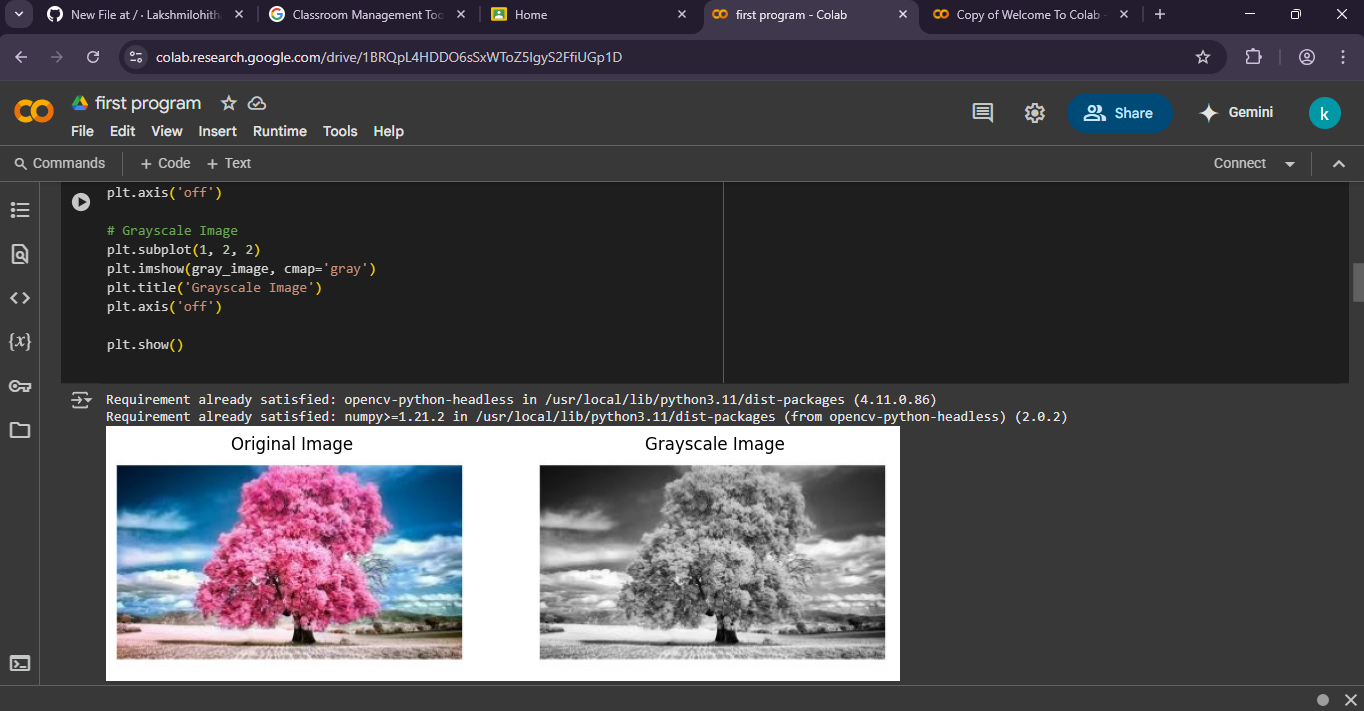 New File at / · Lakshmilohith
Classroom Management Too
Home
first program - Colab
Copy of Welcome To Colab -
colab.research.google.com/drive/1BRQpL4HDDO6sSxWToZ5IgyS2FfiUGp1D
first program
File Edit View Insert Runtime Tools Help
Share
Gemini
k
Commands + Code + Text
Connect
plt.axis('off')
# Grayscale Image
plt.subplot(1, 2, 2)
plt.imshow(gray_image, cmap='gray')
plt.title('Grayscale Image')
plt.axis('off')
plt.show()
Requirement already satisfied: opencv-python-headless in /usr/local/lib/python3.11/dist-packages (4.11.0.86)
Requirement already satisfied: numpy>=1.21.2 in /usr/local/lib/python3.11/dist-packages (from opencv-python-headless) (2.0.2)
Original Image
Grayscale Image